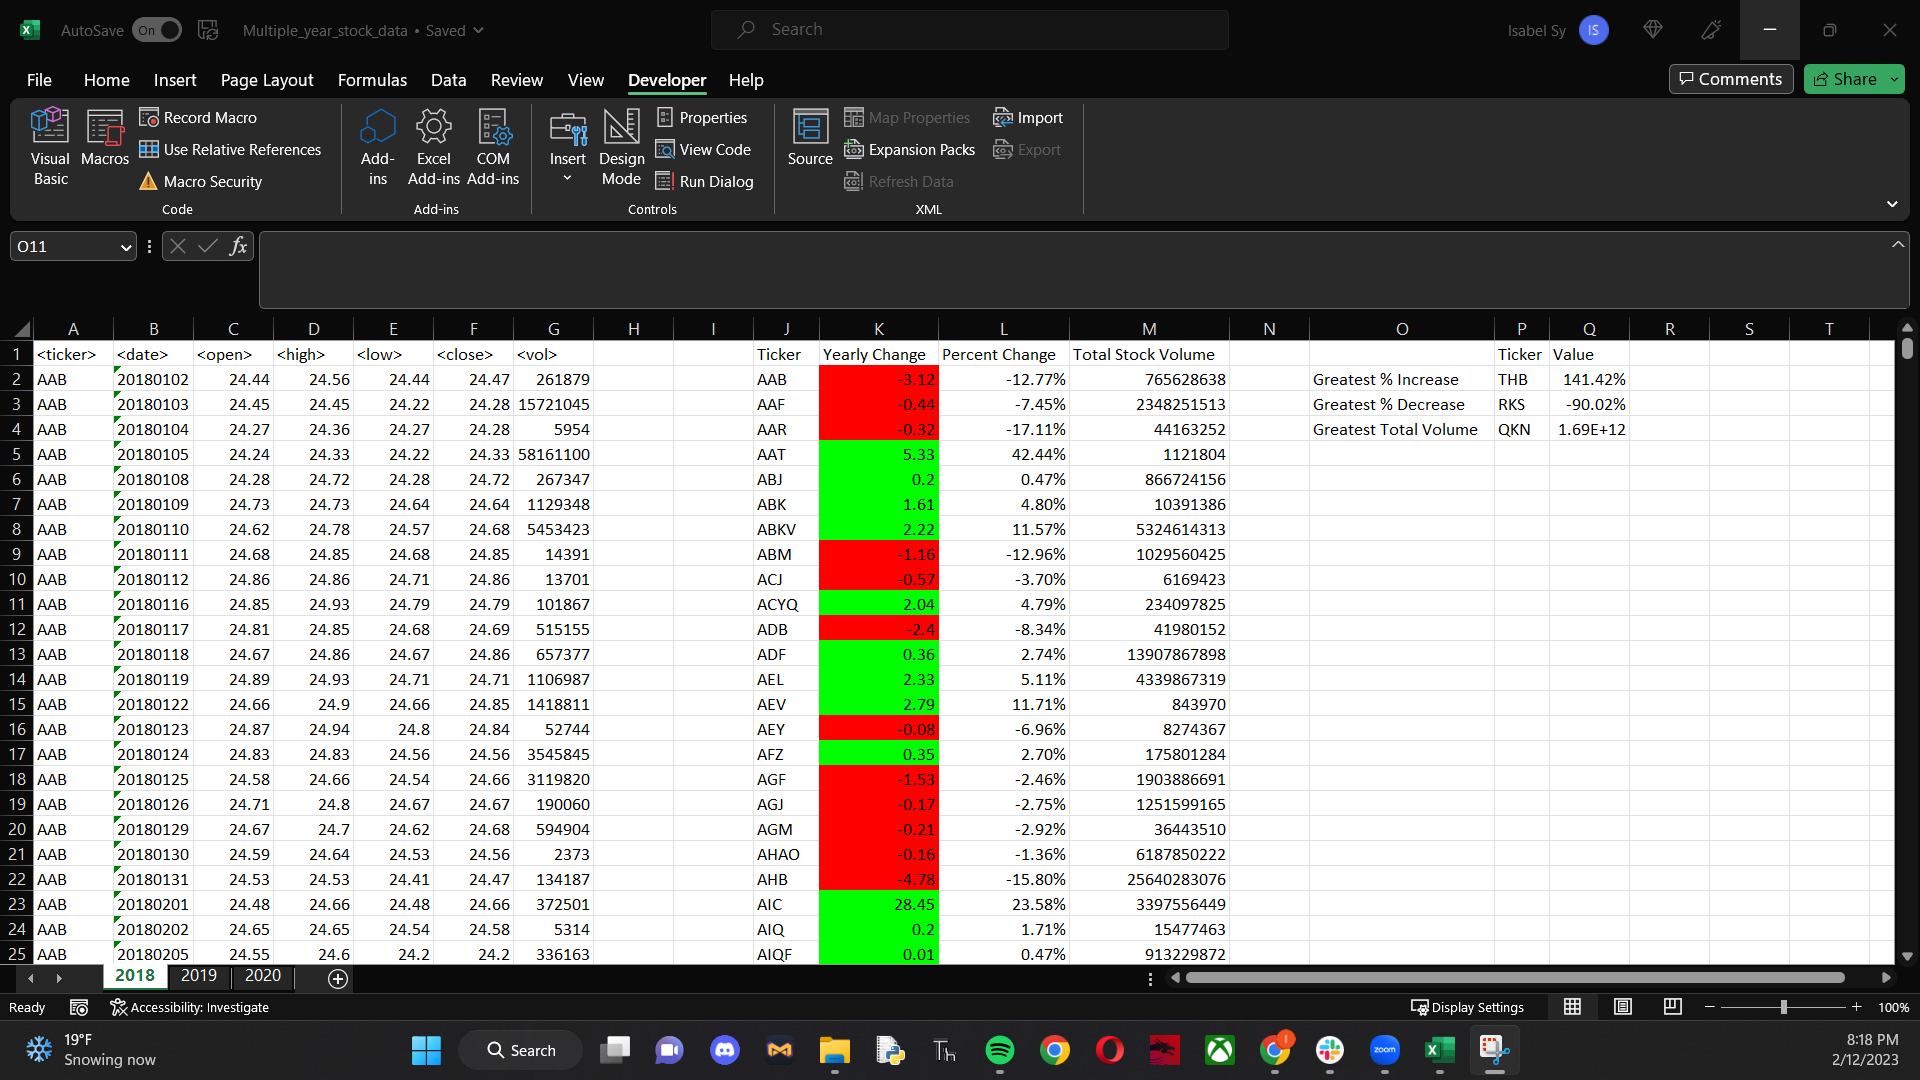 AutoSave On Multiple_year_stock_data • Saved Search Isabel Sy IS
File Home Insert Page Layout Formulas Data Review View Developer Help Comments Share
Visual Basic
Macros
Record Macro
Use Relative References
Macro Security
Code
Add-ins
Excel Add-ins
COM Add-ins
Add-ins
Insert
Design Mode
Properties
View Code
Run Dialog
Controls
Source
Map Properties
Expansion Packs
Refresh Data
Import
Export
XML
O11 fx
A B C D E F G H I J K L M N O P Q R S T
1 <ticker> <date> <open> <high> <low> <close> <vol> Ticker Yearly Change Percent Change Total Stock Volume Ticker Value
2 AAB 20180102 24.44 24.56 24.44 24.47 261879 AAB -3.12 -12.77% 765628638 Greatest % Increase THB 141.42%
3 AAB 20180103 24.45 24.45 24.22 24.28 15721045 AAF -0.44 -7.45% 2348251513 Greatest % Decrease RKS -90.02%
4 AAB 20180104 24.27 24.36 24.27 24.28 5954 AAR -0.32 -17.11% 44163252 Greatest Total Volume QKN 1.69E+12
5 AAB 20180105 24.24 24.33 24.22 24.33 58161100 AAT 5.33 42.44% 1121804
6 AAB 20180108 24.28 24.72 24.28 24.72 267347 ABJ 0.2 0.47% 866724156
7 AAB 20180109 24.73 24.73 24.64 24.64 1129348 ABK 1.61 4.80% 10391386
8 AAB 20180110 24.62 24.78 24.57 24.68 5453423 ABKV 2.22 11.57% 5324614313
9 AAB 20180111 24.68 24.85 24.68 24.85 14391 ABM -1.16 -12.96% 1029560425
10 AAB 20180112 24.86 24.86 24.71 24.86 13701 ACJ -0.57 -3.70% 6169423
11 AAB 20180116 24.85 24.93 24.79 24.79 101867 ACYQ 2.04 4.79% 234097825
12 AAB 20180117 24.81 24.85 24.68 24.69 515155 ADB -2.4 -8.34% 41980152
13 AAB 20180118 24.67 24.86 24.67 24.86 657377 ADF 0.36 2.74% 13907867898
14 AAB 20180119 24.89 24.93 24.71 24.71 1106987 AEL 2.33 5.11% 4339867319
15 AAB 20180122 24.66 24.9 24.66 24.85 1418811 AEV 2.79 11.71% 843970
16 AAB 20180123 24.87 24.94 24.8 24.84 52744 AEY -0.08 -6.96% 8274367
17 AAB 20180124 24.83 24.83 24.56 24.56 3545845 AFZ 0.35 2.70% 175801284
18 AAB 20180125 24.58 24.66 24.54 24.66 3119820 AGF -1.53 -2.46% 1903886691
19 AAB 20180126 24.71 24.8 24.67 24.67 190060 AGJ -0.17 -2.75% 1251599165
20 AAB 20180129 24.67 24.7 24.62 24.68 594904 AGM -0.21 -2.92% 36443510
21 AAB 20180130 24.59 24.64 24.53 24.56 2373 AHAO -0.16 -1.36% 6187850222
22 AAB 20180131 24.53 24.53 24.41 24.47 134187 AHB -4.78 -15.80% 25640283076
23 AAB 20180201 24.48 24.66 24.48 24.66 372501 AIC 28.45 23.58% 3397556449
24 AAB 20180202 24.65 24.65 24.54 24.58 5314 AIQ 0.2 1.71% 15477463
25 AAB 20180205 24.55 24.6 24.2 24.2 336163 AIQF 0.01 0.47% 913229872
2018 2019 2020
Ready Accessibility: Investigate Display Settings 100%
19°F
Snowing now
Search
Th
zoom
8:18 PM
2/12/2023